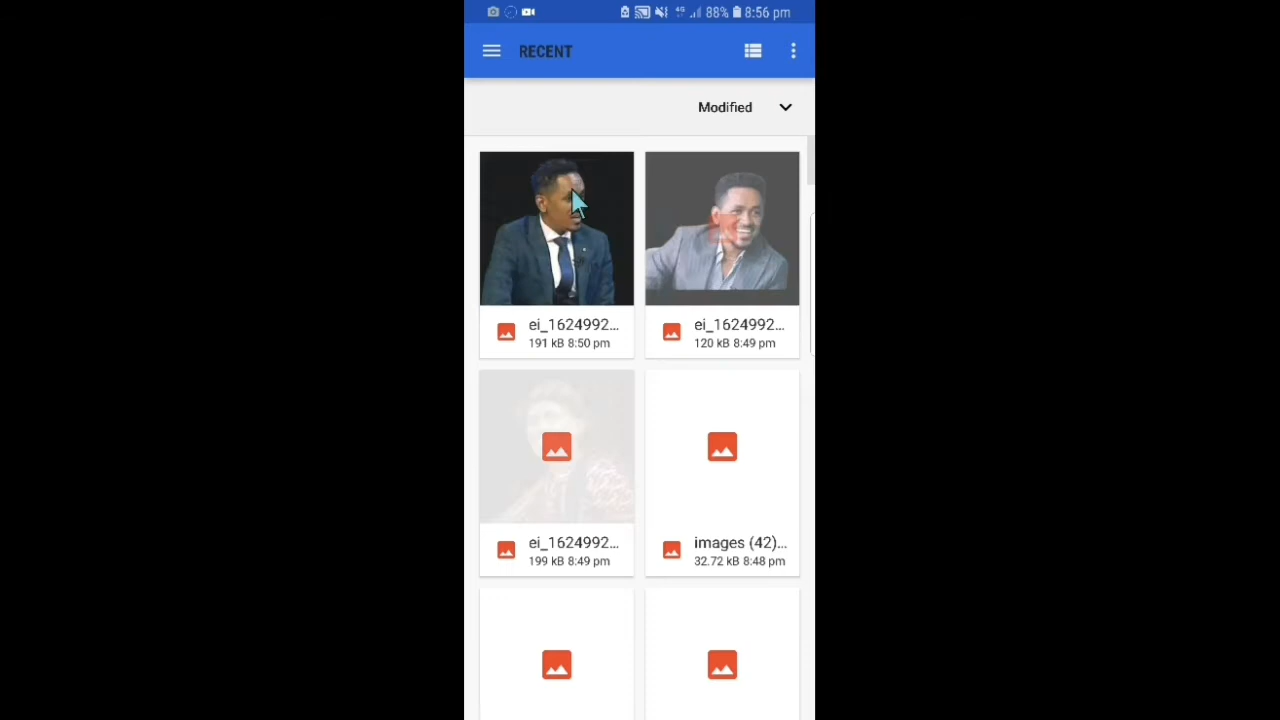 88% 8:56 pm
RECENT
Modified
ei_1624992...
191 kB 8:50 pm
ei_1624992...
120 kB 8:49 pm
ei_1624992...
199 kB 8:49 pm
images (42)...
32.72 kB 8:48 pm